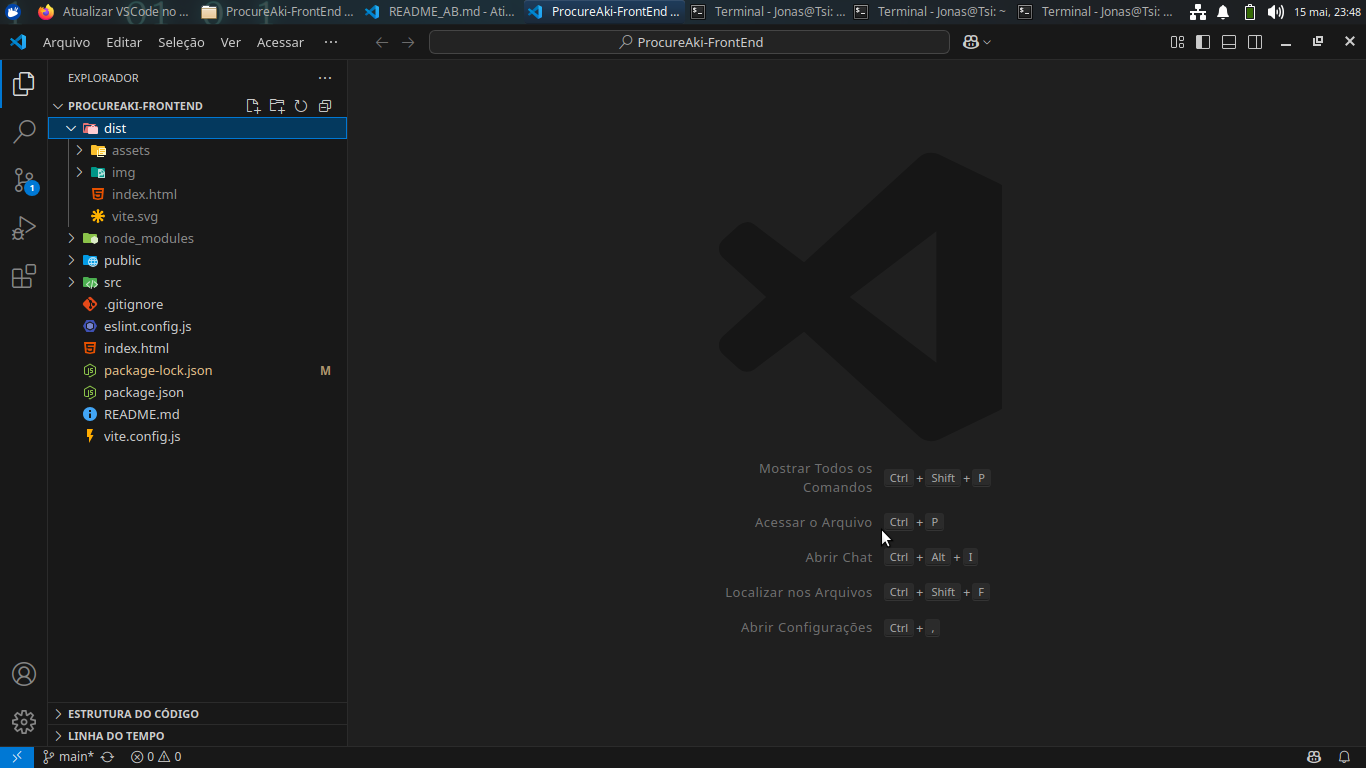 Atualizar VSCode no ...
ProcureAki-FrontEnd ...
README_AB.md - Ati...
ProcureAki-FrontEnd ...
Terminal - Jonas@Tsi: ...
Terminal - Jonas@Tsi: ~
Terminal - Jonas@Tsi: ...
15 mai, 23:48
Arquivo Editar Seleção Ver Acessar ···
ProcureAki-FrontEnd
EXPLORADOR ···
PROCUREAKI-FRONTEND
dist
assets
img
index.html
vite.svg
node_modules
public
src
.gitignore
eslint.config.js
index.html
package-lock.json M
package.json
README.md
vite.config.js
1
Mostrar Todos os
Comandos Ctrl + Shift + P
Acessar o Arquivo Ctrl + P
Abrir Chat Ctrl + Alt + I
Localizar nos Arquivos Ctrl + Shift + F
Abrir Configurações Ctrl + ,
ESTRUTURA DO CÓDIGO
LINHA DO TEMPO
main* 0 0